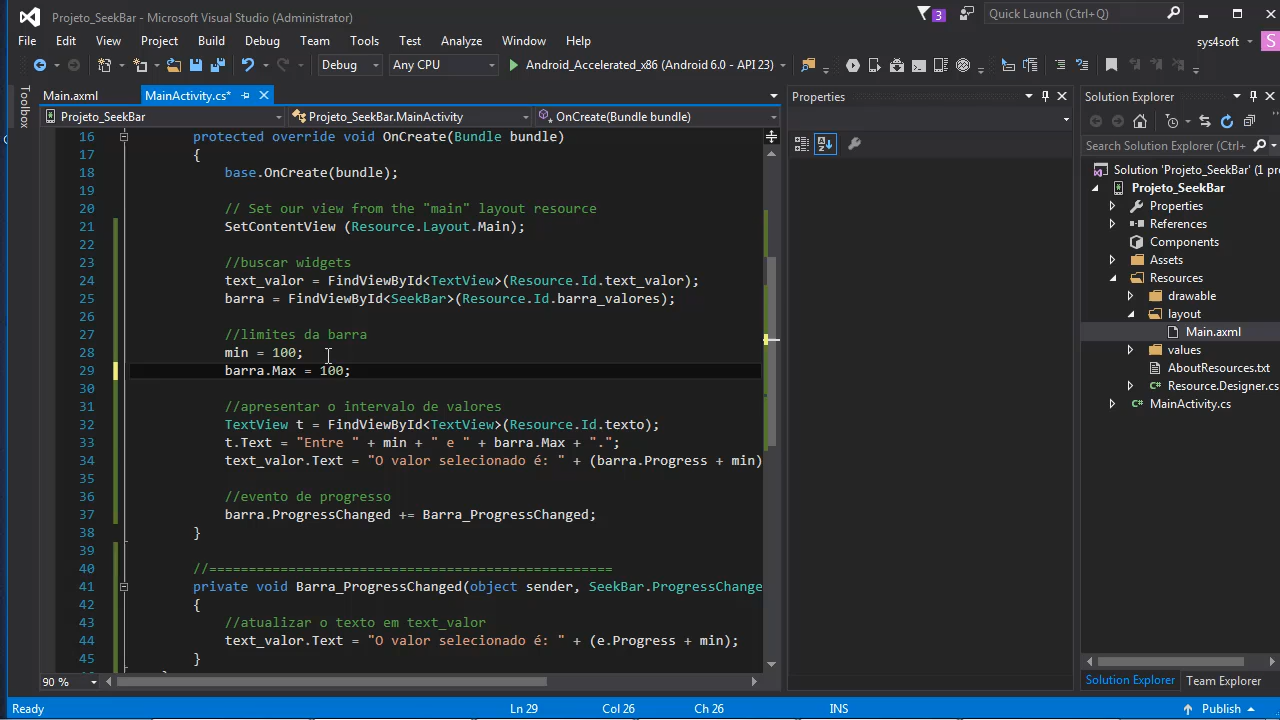 Projeto_SeekBar - Microsoft Visual Studio (Administrator)
3
Quick Launch (Ctrl+Q)
File Edit View Project Build Debug Team Tools Test Analyze Window Help
sys4soft
S
Debug
Any CPU
Android_Accelerated_x86 (Android 6.0 - API 23)
Toolbox
Main.axml
MainActivity.cs*
Projeto_SeekBar
Projeto_SeekBar.MainActivity
OnCreate(Bundle bundle)
16 protected override void OnCreate(Bundle bundle)
17 {
18 base.OnCreate(bundle);
19
20 // Set our view from the "main" layout resource
21 SetContentView (Resource.Layout.Main);
22
23 //buscar widgets
24 text_valor = FindViewById<TextView>(Resource.Id.text_valor);
25 barra = FindViewById<SeekBar>(Resource.Id.barra_valores);
26
27 //limites da barra
28 min = 100;
29 barra.Max = 100;
30
31 //apresentar o intervalo de valores
32 TextView t = FindViewById<TextView>(Resource.Id.texto);
33 t.Text = "Entre " + min + " e " + barra.Max + ".";
34 text_valor.Text = "O valor selecionado é: " + (barra.Progress + min)
35
36 //evento de progresso
37 barra.ProgressChanged += Barra_ProgressChanged;
38 }
39
40 //===================================================
41 private void Barra_ProgressChanged(object sender, SeekBar.ProgressChange
42 {
43 //atualizar o texto em text_valor
44 text_valor.Text = "O valor selecionado é: " + (e.Progress + min);
45 }
90 %
Properties
Solution Explorer
Search Solution Explorer (Ctrl+
Solution 'Projeto_SeekBar' (1 pr
Projeto_SeekBar
Properties
References
Components
Assets
Resources
drawable
layout
Main.axml
values
AboutResources.txt
Resource.Designer.cs
MainActivity.cs
Solution Explorer
Team Explorer
Ready
Ln 29
Col 26
Ch 26
INS
Publish